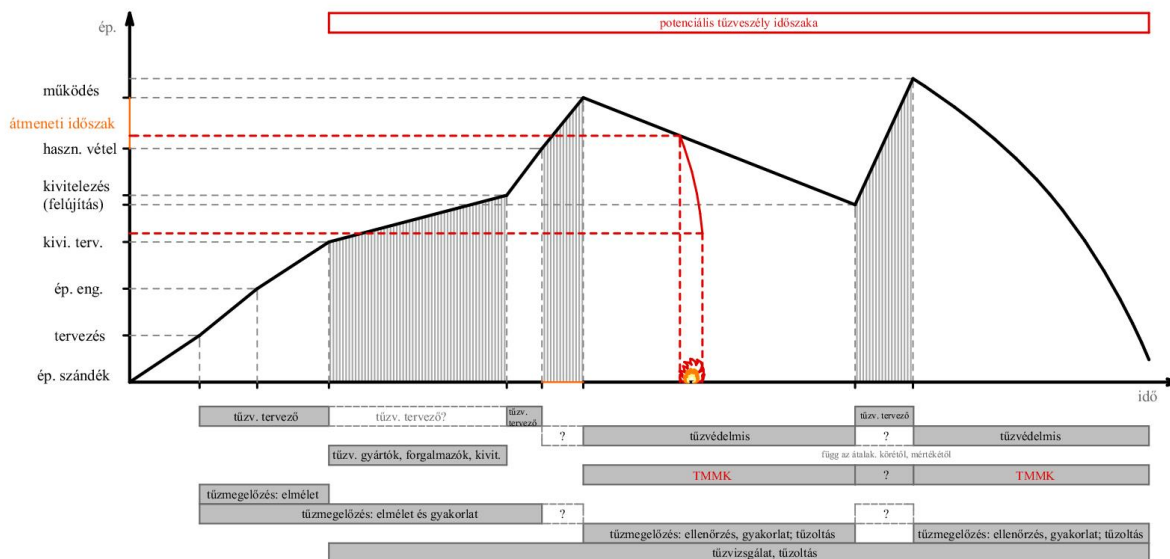 ép.
potenciális tűzveszély időszaka
működés
átmeneti időszak
haszn. vétel
kivitelezés
(felújítás)
kivi. terv.
ép. eng.
tervezés
ép. szándék
idő
tűzv. tervező
tűzv. tervező?
tűzv.
tervező
tűzv. tervező
?
tűzvédelmis
?
tűzvédelmis
tűzv. gyártók, forgalmazók, kivit.
függ az átalak. körétől, mértékétől
TMMK
?
TMMK
tűzmegelőzés: elmélet
tűzmegelőzés: elmélet és gyakorlat
?
?
tűzmegelőzés: ellenőrzés, gyakorlat; tűzoltás
tűzmegelőzés: ellenőrzés, gyakorlat; tűzoltás
tűzvizsgálat, tűzoltás